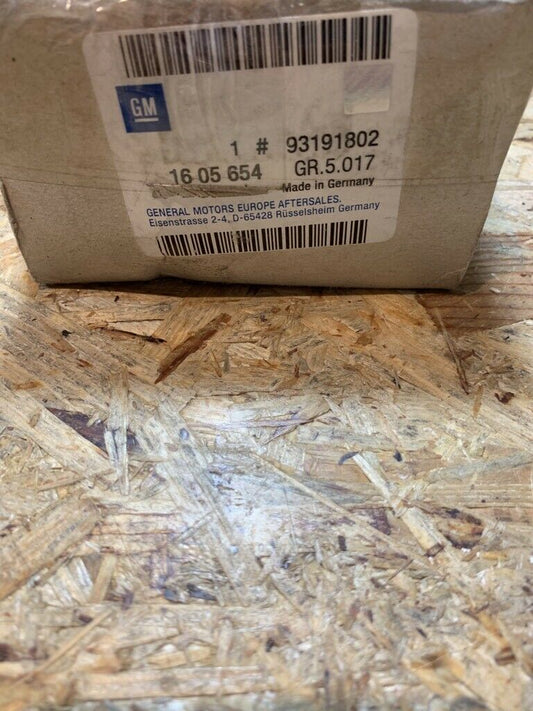 GM
1 # 93191802
16 05 654 GR.5.017
Made in Germany
GENERAL MOTORS EUROPE AFTERSALES.
Eisenstrasse 2-4, D-65428 Rüsselsheim Germany